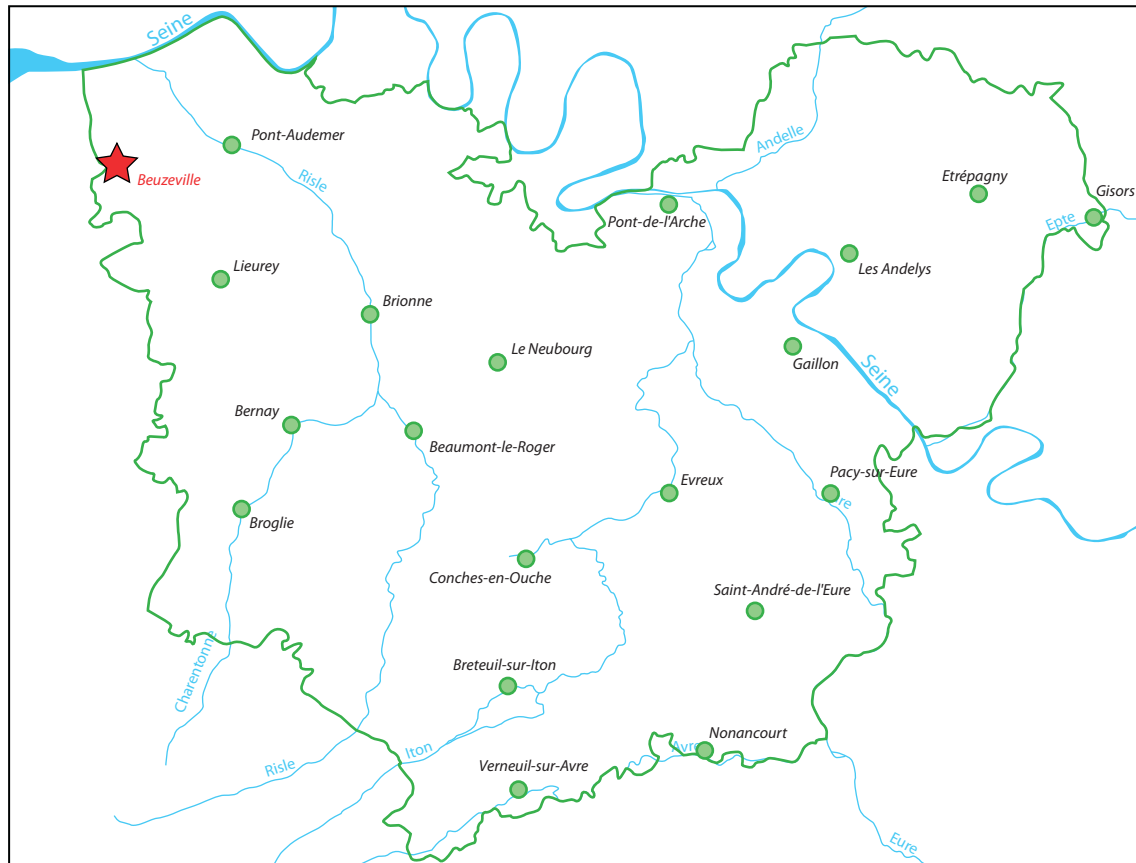 Seine
Pont-Audemer
Andelle
Beuzeville
Risle
Etrépagny
Gisors
Pont-de-l'Arche
Epte
Lieurey
Les Andelys
Brionne
Le Neubourg
Gaillon
Seine
Bernay
Beaumont-le-Roger
Evreux
Pacy-sur-Eure
Eure
Broglie
Conches-en-Ouche
Saint-André-de-l'Eure
Charentonne
Breteuil-sur-Iton
Iton
Nonancourt
Avre
Risle
Verneuil-sur-Avre
Eure